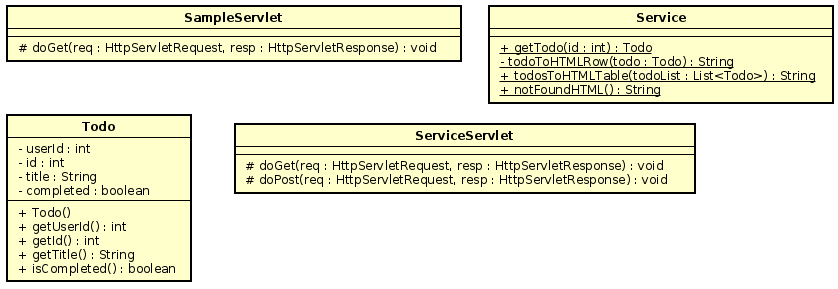 SampleServlet
# doGet(req : HttpServletRequest, resp : HttpServletResponse) : void
Service
+ getTodo(id : int) : Todo
- todoToHTMLRow(todo : Todo) : String
+ todosToHTMLTable(todoList : List<Todo>) : String
+ notFoundHTML() : String
Todo
- userId : int
- id : int
- title : String
- completed : boolean
+ Todo()
+ getUserId() : int
+ getId() : int
+ getTitle() : String
+ isCompleted() : boolean
ServiceServlet
# doGet(req : HttpServletRequest, resp : HttpServletResponse) : void
# doPost(req : HttpServletRequest, resp : HttpServletResponse) : void